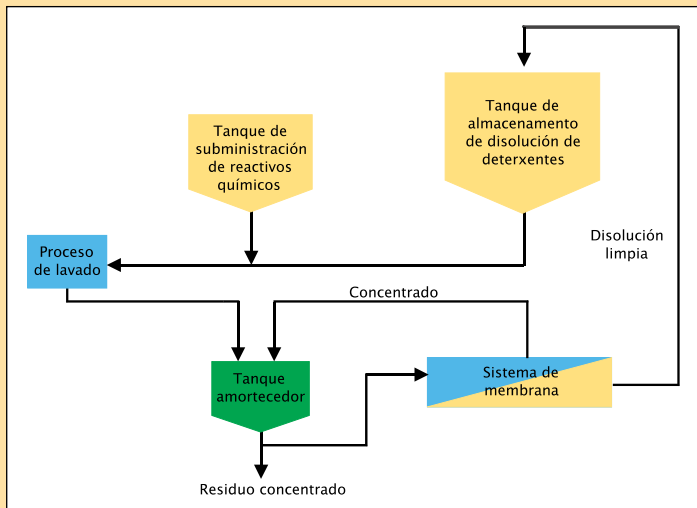 Tanque de
almacenamento
de disolución de
deterxentes
Tanque de
subministración
de reactivos
químicos
Disolución
limpia
Proceso
de lavado
Concentrado
Sistema de
membrana
Tanque
amortecedor
Residuo concentrado